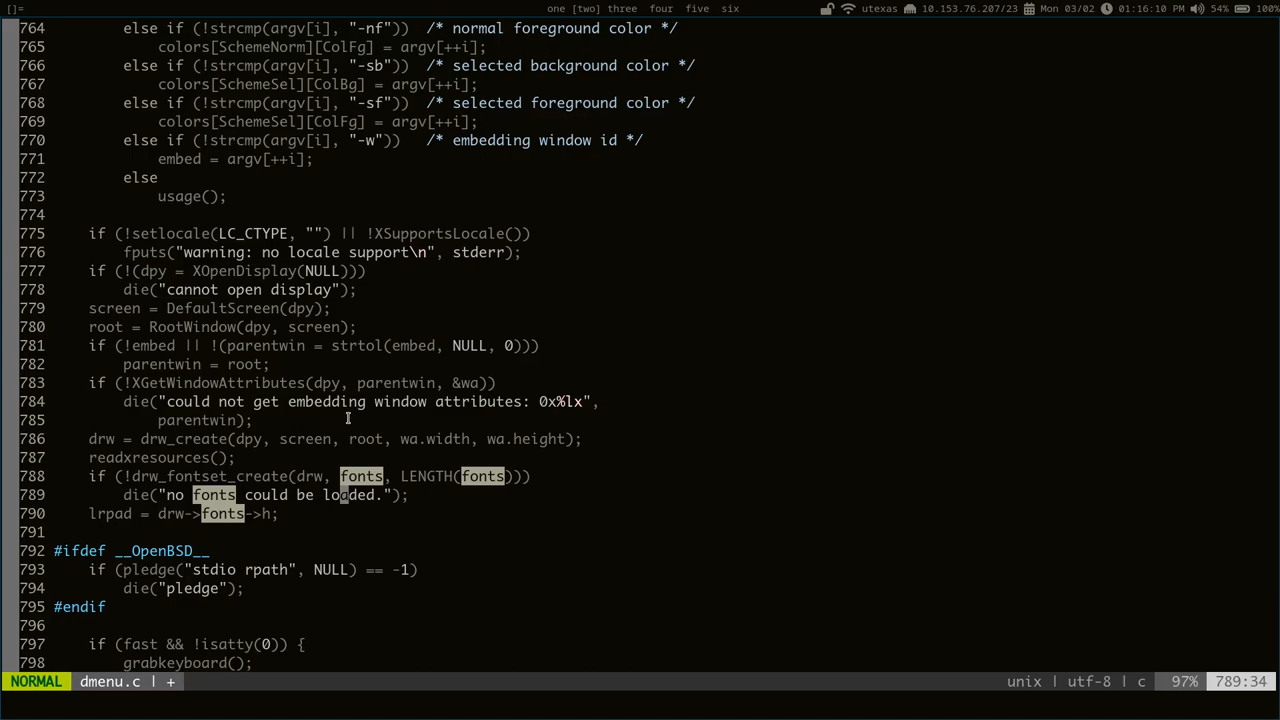 []= one [two] three four five six utexas 10.153.76.207/23 Mon 03/02 01:16:10 PM 54% 100%
764 else if (!strcmp(argv[i], "-nf")) /* normal foreground color */
765 colors[SchemeNorm][ColFg] = argv[++i];
766 else if (!strcmp(argv[i], "-sb")) /* selected background color */
767 colors[SchemeSel][ColBg] = argv[++i];
768 else if (!strcmp(argv[i], "-sf")) /* selected foreground color */
769 colors[SchemeSel][ColFg] = argv[++i];
770 else if (!strcmp(argv[i], "-w")) /* embedding window id */
771 embed = argv[++i];
772 else
773 usage();
774
775 if (!setlocale(LC_CTYPE, "") || !XSupportsLocale())
776 fputs("warning: no locale support\n", stderr);
777 if (!(dpy = XOpenDisplay(NULL)))
778 die("cannot open display");
779 screen = DefaultScreen(dpy);
780 root = RootWindow(dpy, screen);
781 if (!embed || !(parentwin = strtol(embed, NULL, 0)))
782 parentwin = root;
783 if (!XGetWindowAttributes(dpy, parentwin, &wa))
784 die("could not get embedding window attributes: 0x%lx",
785 parentwin);
786 drw = drw_create(dpy, screen, root, wa.width, wa.height);
787 readxresources();
788 if (!drw_fontset_create(drw, fonts, LENGTH(fonts)))
789 die("no fonts could be loaded.");
790 lrpad = drw->fonts->h;
791
792 #ifdef __OpenBSD__
793 if (pledge("stdio rpath", NULL) == -1)
794 die("pledge");
795 #endif
796
797 if (fast && !isatty(0)) {
798 grabkeyboard();
NORMAL dmenu.c | + unix | utf-8 | c 97% 789:34